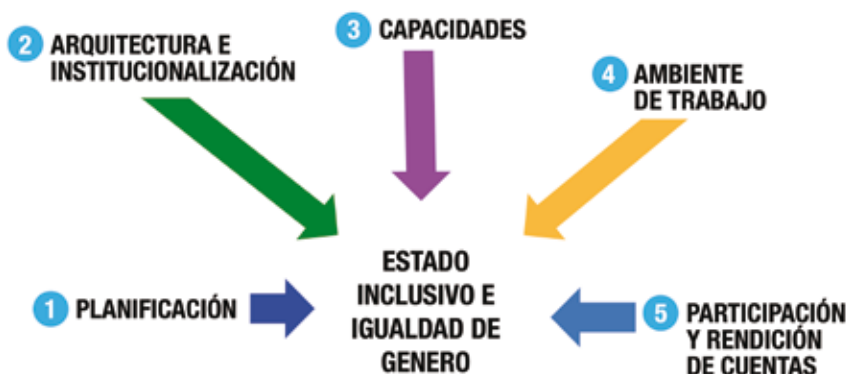 2 ARQUITECTURA E
INSTITUCIONALIZACIÓN
3 CAPACIDADES
4 AMBIENTE
DE TRABAJO
1 PLANIFICACIÓN
ESTADO
INCLUSIVO E
IGUALDAD DE
GENERO
5 PARTICIPACIÓN
Y RENDICIÓN
DE CUENTAS